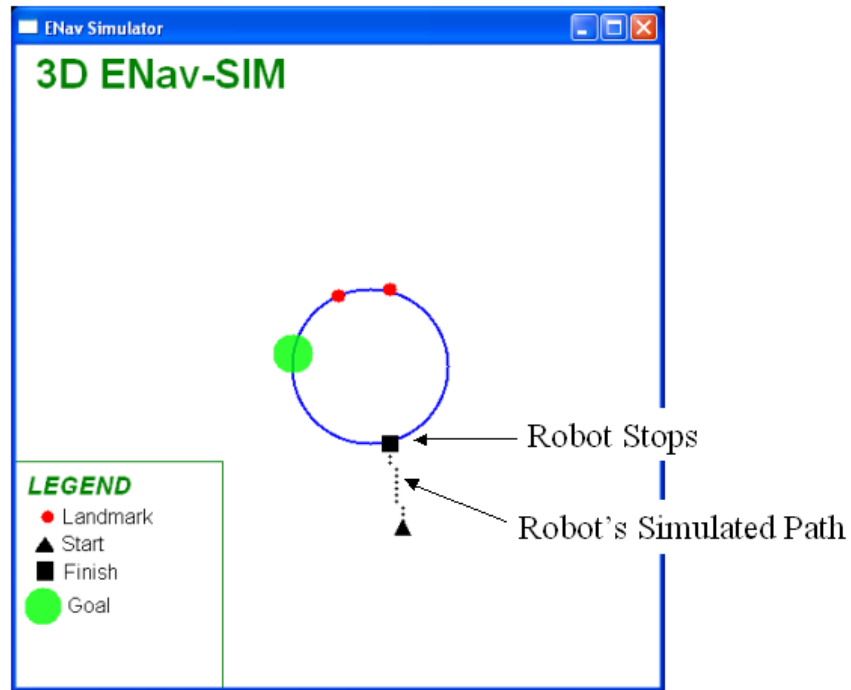 ENav Simulator
3D ENav-SIM
Robot Stops
Robot's Simulated Path
LEGEND
Landmark
Start
Finish
Goal